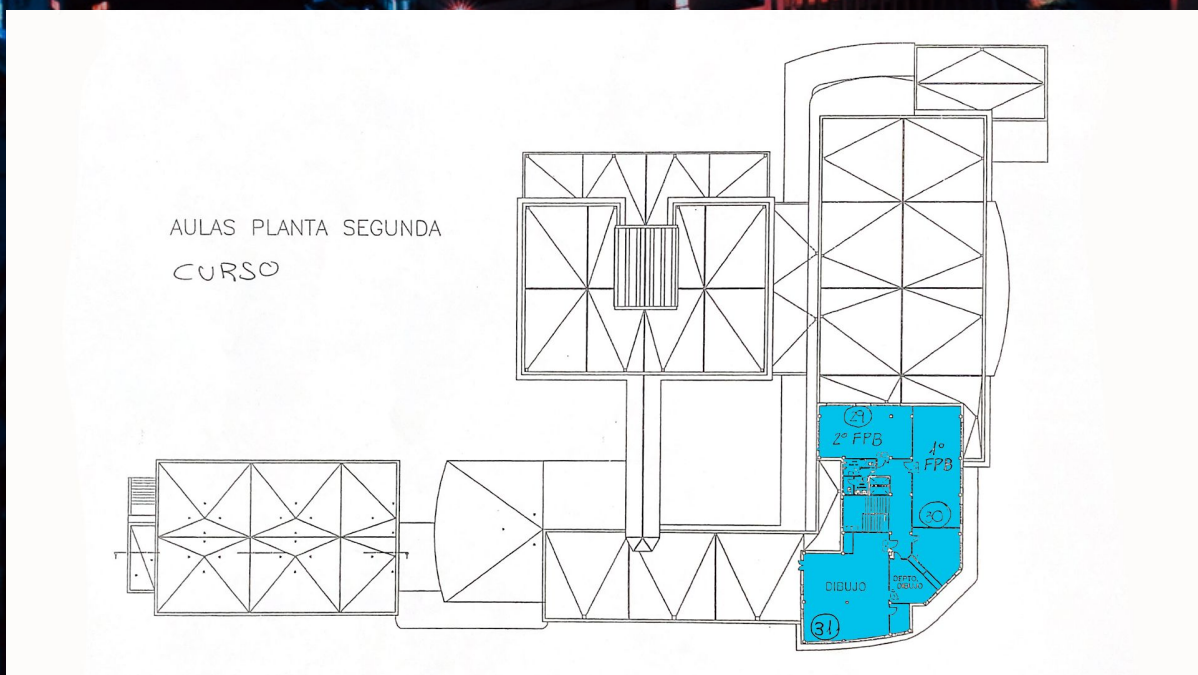 AULAS PLANTA SEGUNDA
CURSO
29
2º FPB
1º
FPB
30
DIBUJO
DEPTO.
DIBUJO
31